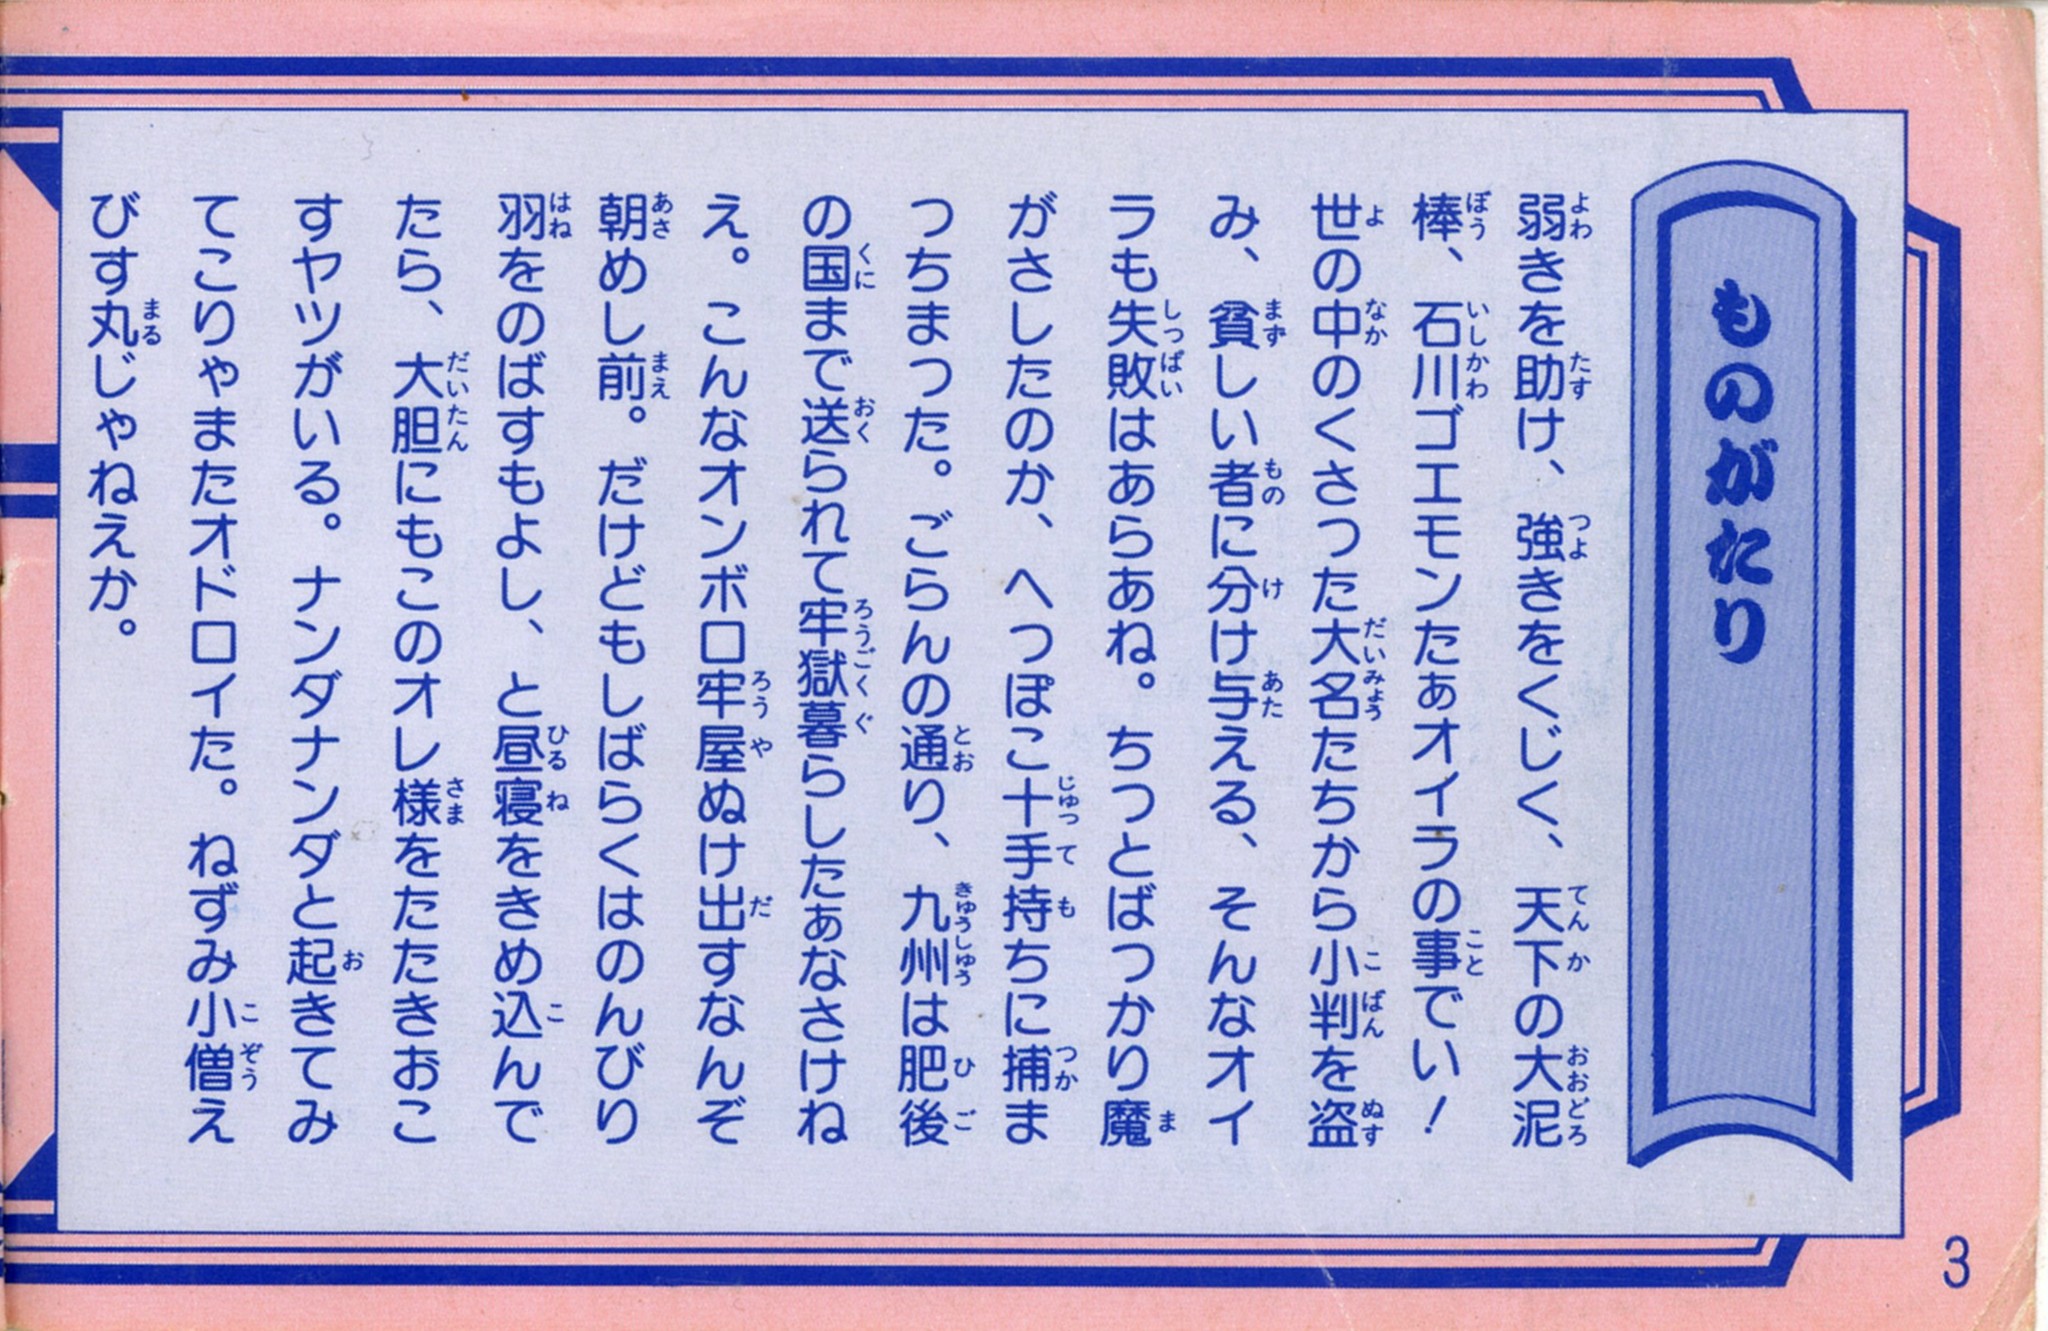 ものがたり
弱きを助け、強きをくじく、天下の大泥
棒、石川ゴエモンたぁオイラの事でい！
世の中のくさった大名たちから小判を盗
み、貧しい者に分け与える、そんなオイ
ラも失敗はあらあね。ちっとばっかり魔
がさしたのか、へっぽこ十手持ちに捕ま
っちまった。ごらんの通り、九州は肥後
の国まで送られて牢獄暮らしたぁなさけね
え。こんなオンボロ牢屋ぬけ出すなんぞ
朝めし前。だけどもしばらくはのんびり
羽をのばすもよし、と昼寝をきめ込んで
たら、大胆にもこのオレ様をたたきおこ
すヤツがいる。ナンダナンダと起きてみ
てこりゃまたオドロイた。ねずみ小僧え
びす丸じゃねえか。
3